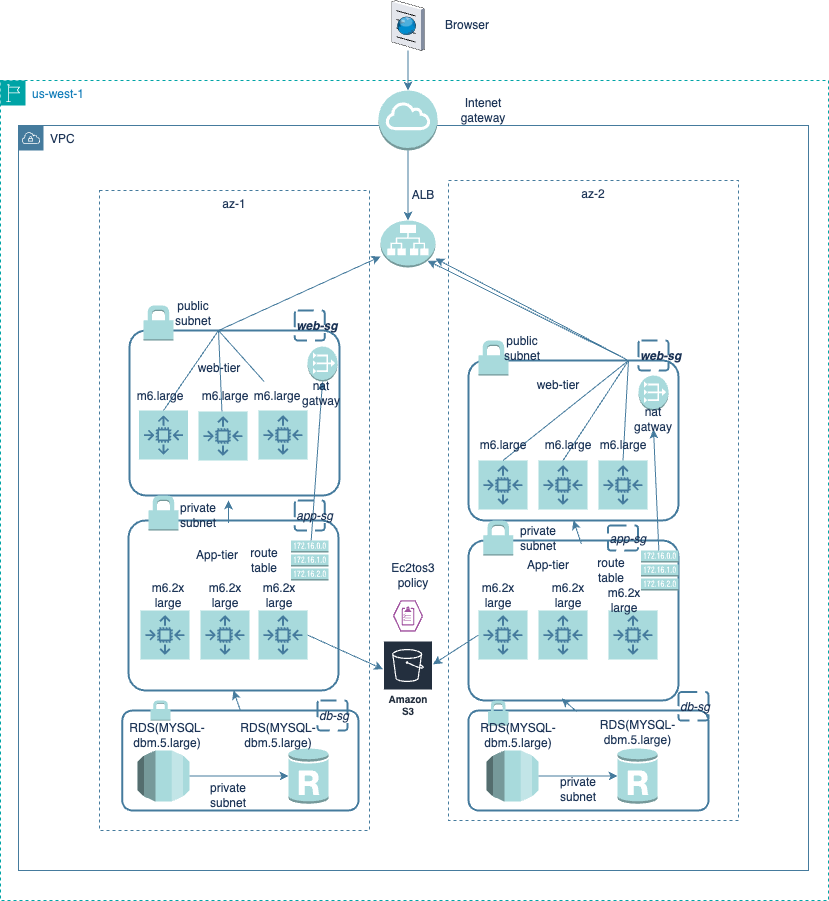 Browser
us-west-1
Intenet
gateway
VPC
ALB
az-1
az-2
public
subnet
web-sg
web-tier
nat
gatway
m6.large
m6.large
m6.large
public
subnet
web-sg
web-tier
nat
gatway
m6.large
m6.large
m6.large
private
subnet
app-sg
App-tier
route
table
172.16.0.0
172.16.1.0
172.16.2.0
m6.2x
large
m6.2x
large
m6.2x
large
Ec2tos3
policy
Amazon
S3
private
subnet
app-sg
App-tier
route
table
172.16.0.0
172.16.1.0
172.16.2.0
m6.2x
large
m6.2x
large
m6.2x
large
db-sg
RDS(MYSQL-
dbm.5.large)
RDS(MYSQL-
dbm.5.large)
R
private
subnet
db-sg
RDS(MYSQL-
dbm.5.large)
RDS(MYSQL-
dbm.5.large)
R
private
subnet